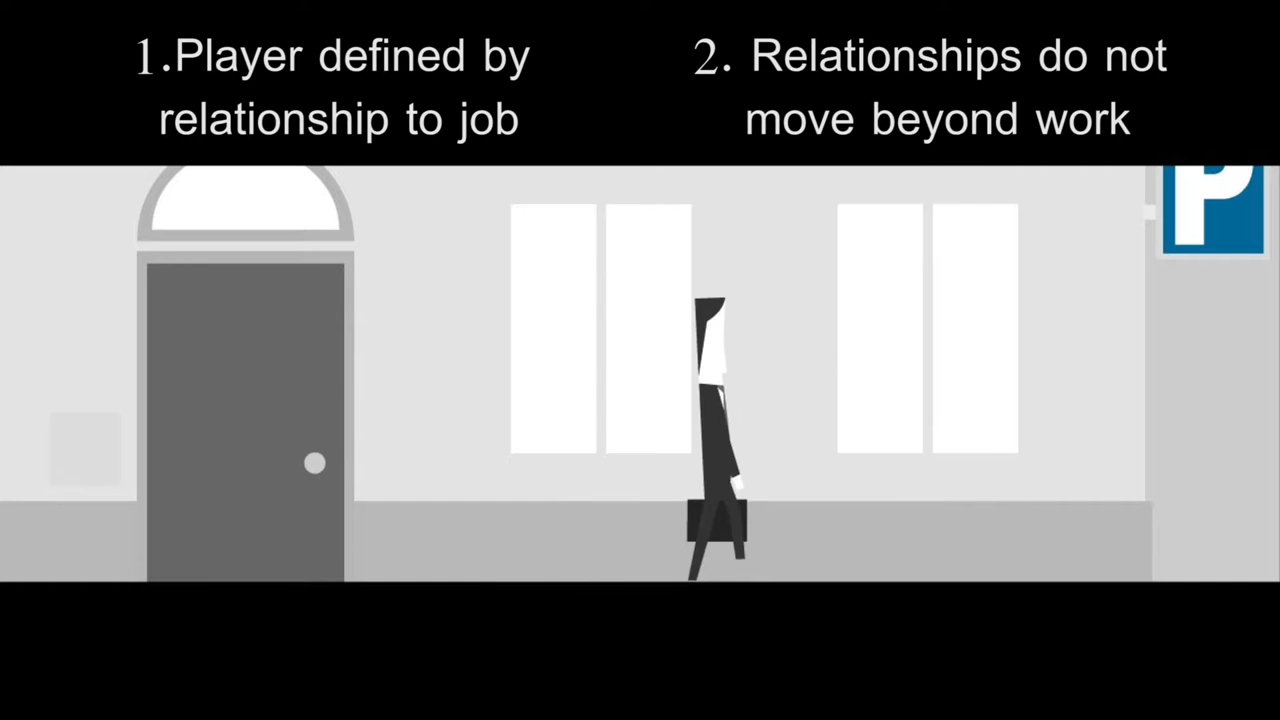 1.Player defined by
relationship to job
2. Relationships do not
move beyond work
P